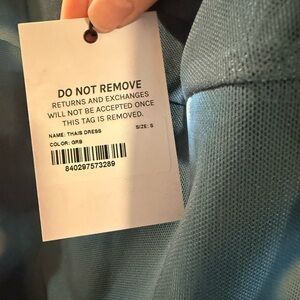 DO NOT REMOVE
RETURNS AND EXCHANGES
WILL NOT BE ACCEPTED ONCE
THIS TAG IS REMOVED.
NAME: THAIS DRESS
COLOR: GRB SIZE: S
840297573289